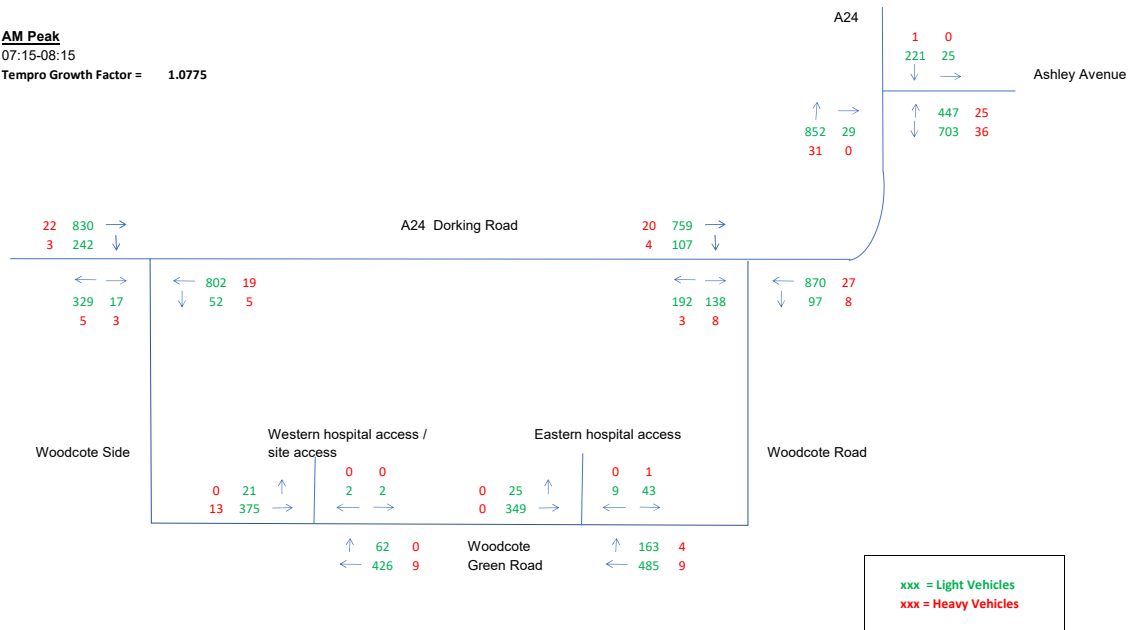 A24
AM Peak
07:15-08:15
Tempro Growth Factor = 1.0775
1 0
221 25
Ashley Avenue
447 25
703 36
852 29
31 0
22 830
3 242
A24 Dorking Road
20 759
4 107
329 17
5 3
802 19
52 5
192 138
3 8
870 27
97 8
Woodcote Side
Western hospital access /
site access
Eastern hospital access
Woodcote Road
0 0
2 2
0 21
13 375
0 1
9 43
0 25
0 349
62 0
426 9
Woodcote
Green Road
163 4
485 9
xxx = Light Vehicles
xxx = Heavy Vehicles